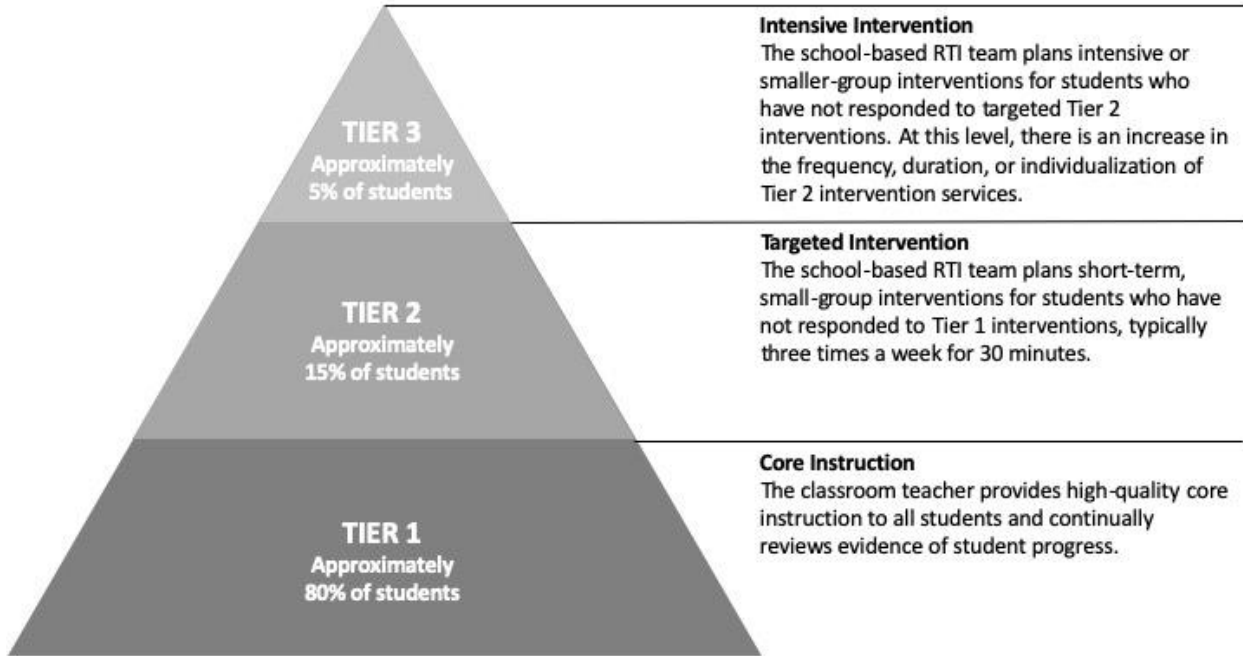 Intensive Intervention
The school-based RTI team plans intensive or
smaller-group interventions for students who
have not responded to targeted Tier 2
interventions. At this level, there is an increase in
the frequency, duration, or individualization of
Tier 2 intervention services.
TIER 3
Approximately
5% of students
Targeted Intervention
The school-based RTI team plans short-term,
small-group interventions for students who have
not responded to Tier 1 interventions, typically
three times a week for 30 minutes.
TIER 2
Approximately
15% of students
Core Instruction
The classroom teacher provides high-quality core
instruction to all students and continually
reviews evidence of student progress.
TIER 1
Approximately
80% of students